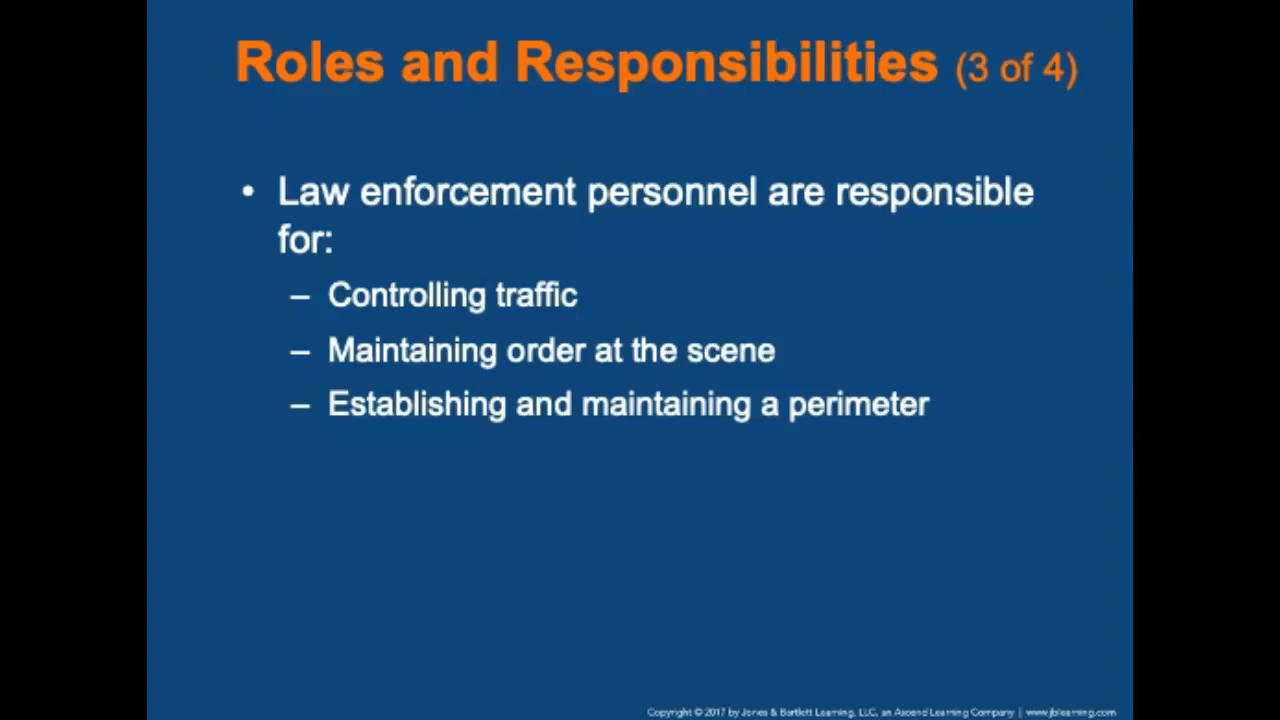 Roles and Responsibilities (3 of 4)
• Law enforcement personnel are responsible
for:
– Controlling traffic
– Maintaining order at the scene
– Establishing and maintaining a perimeter
Copyright © 2017 by Jones & Bartlett Learning, LLC, an Ascend Learning Company | www.jblearning.com